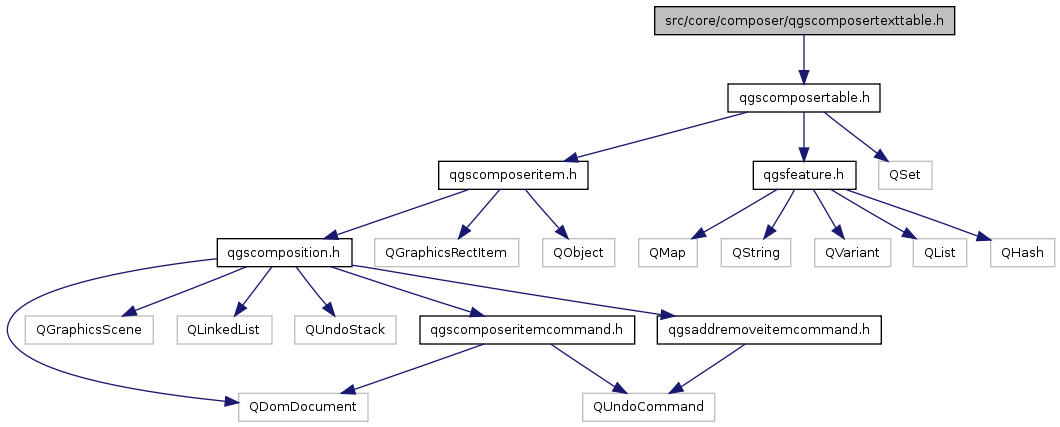 src/core/composer/qgscomposertexttable.h
qgscomposertable.h
qgscomposeritem.h
qgsfeature.h
QSet
qgscomposition.h
QGraphicsRectItem
QObject
QMap
QString
QVariant
QList
QHash
QGraphicsScene
QLinkedList
QUndoStack
qgscomposeritemcommand.h
qgsaddremoveitemcommand.h
QDomDocument
QUndoCommand